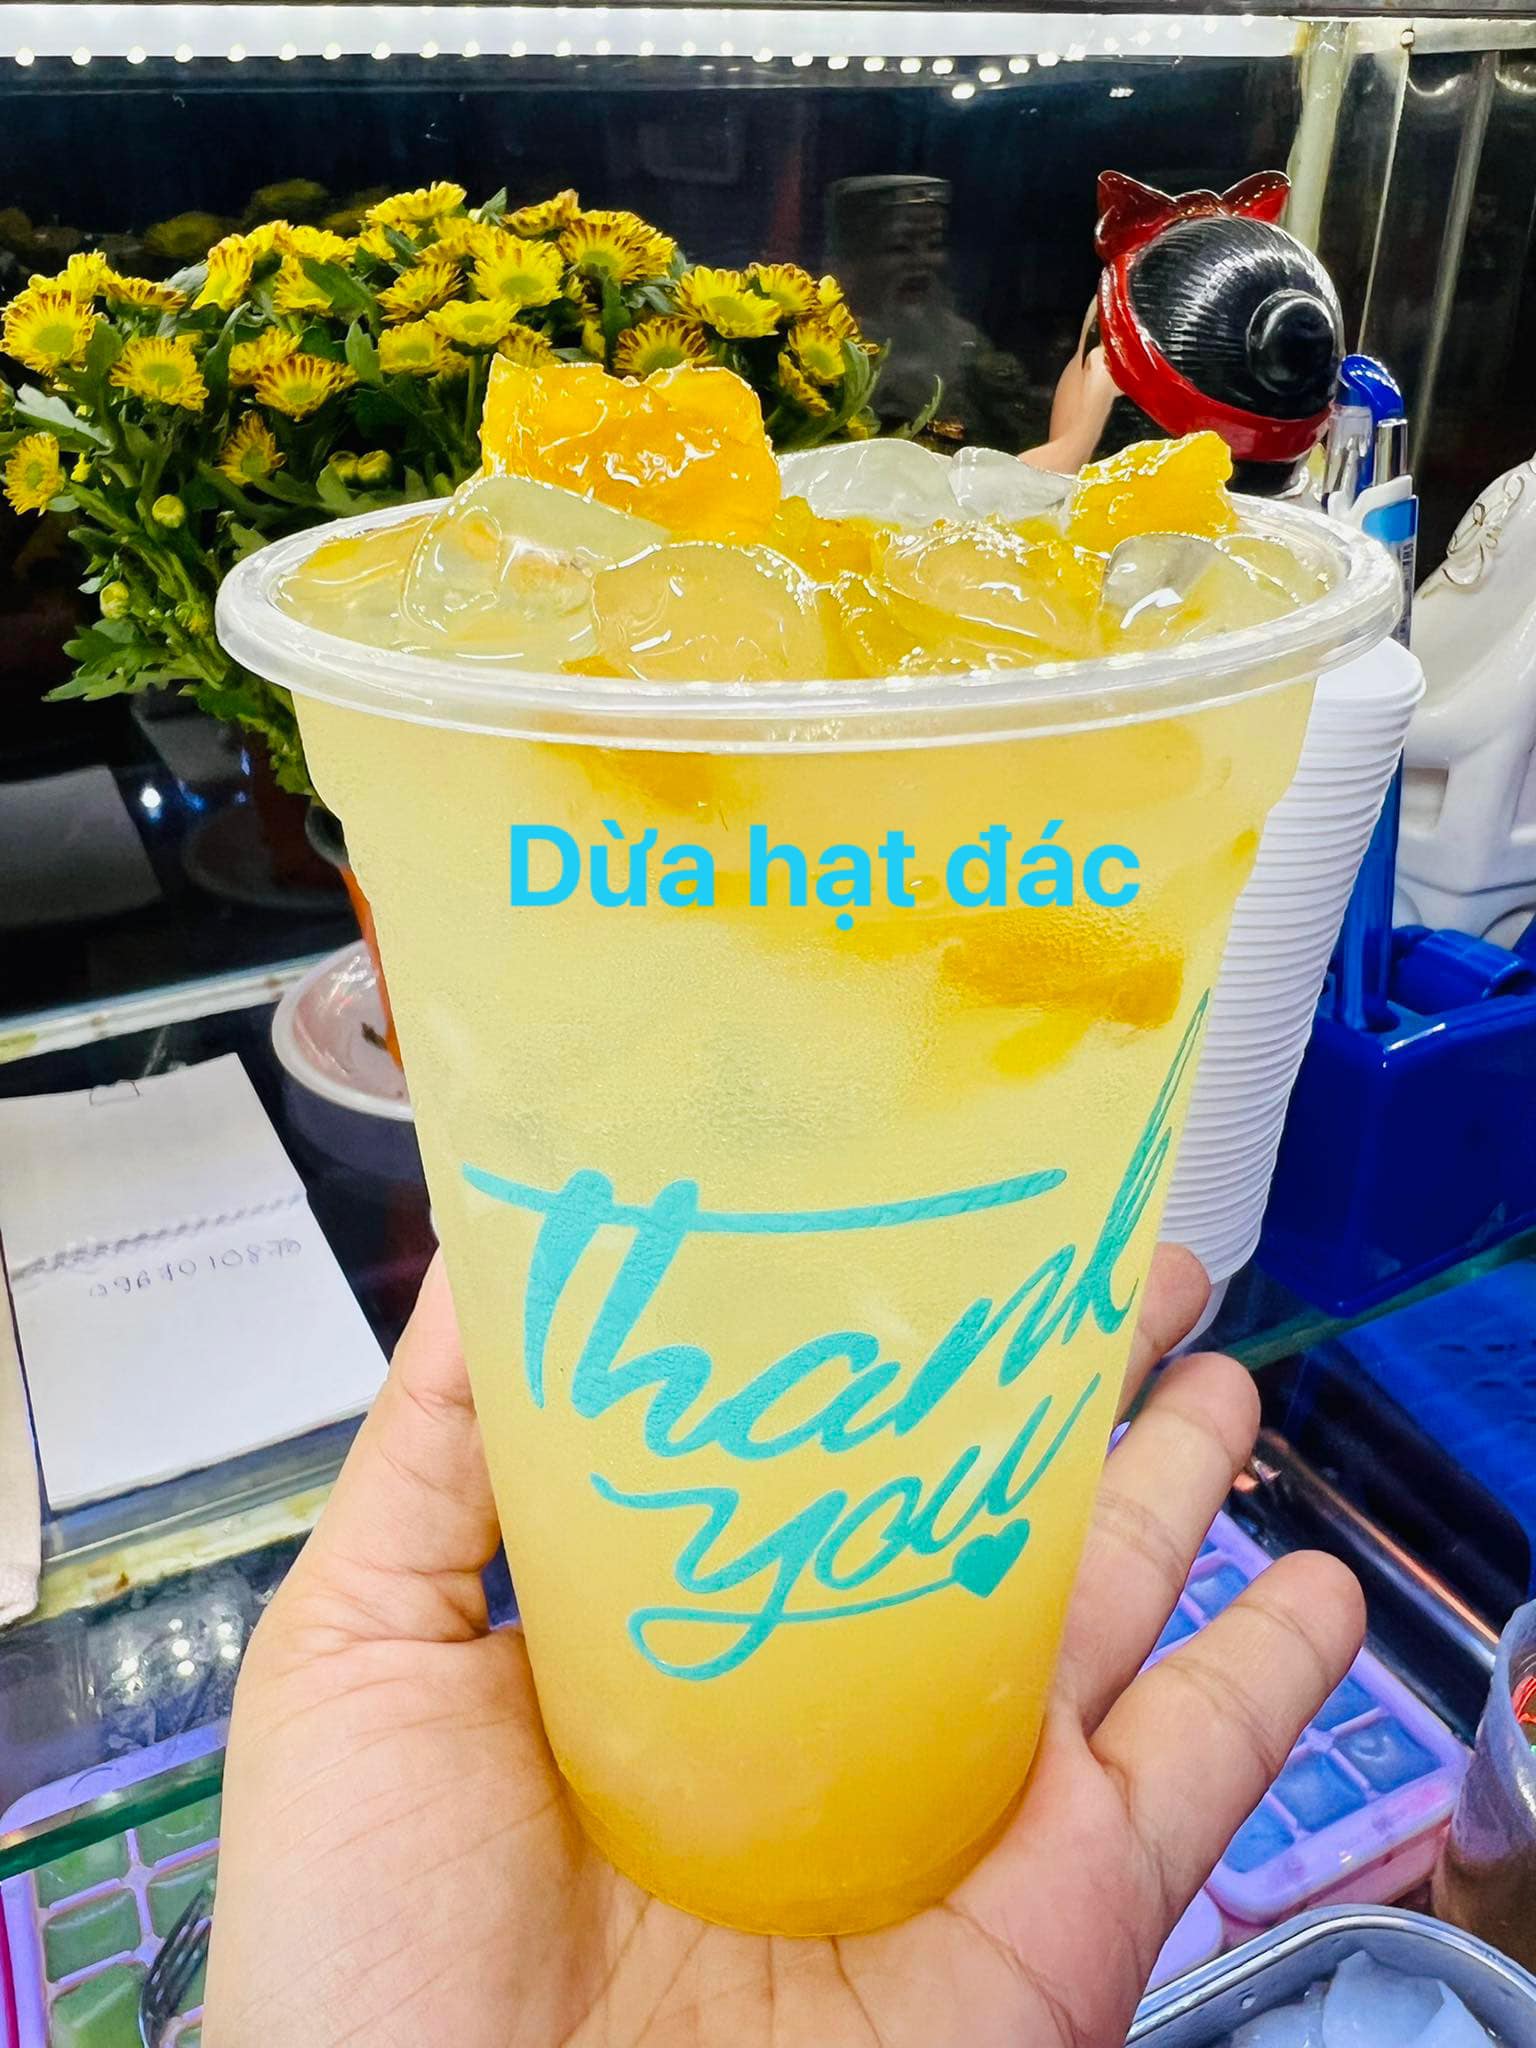 Dừa hạt đác
Thank
you